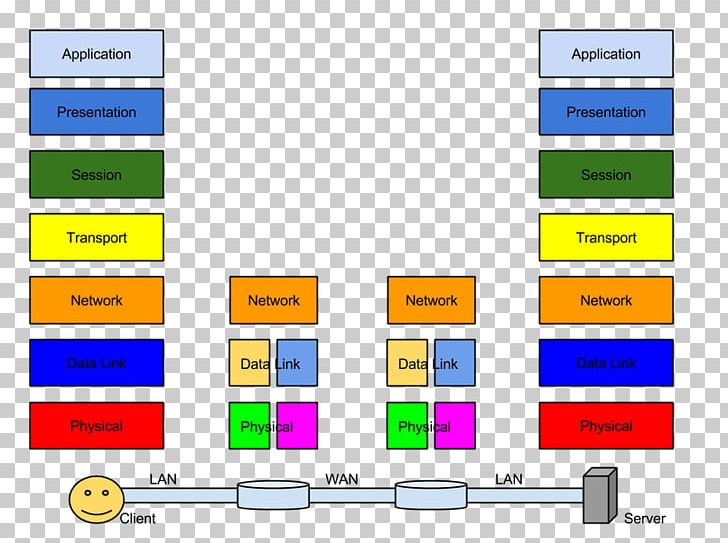 Application
Application
Presentation
Presentation
Session
Session
Transport
Transport
Network
Network
Network
Network
Data Link
Data Link
Data Link
Data Link
Physical
Physical
Physical
Physical
LAN
WAN
LAN
Client
Server